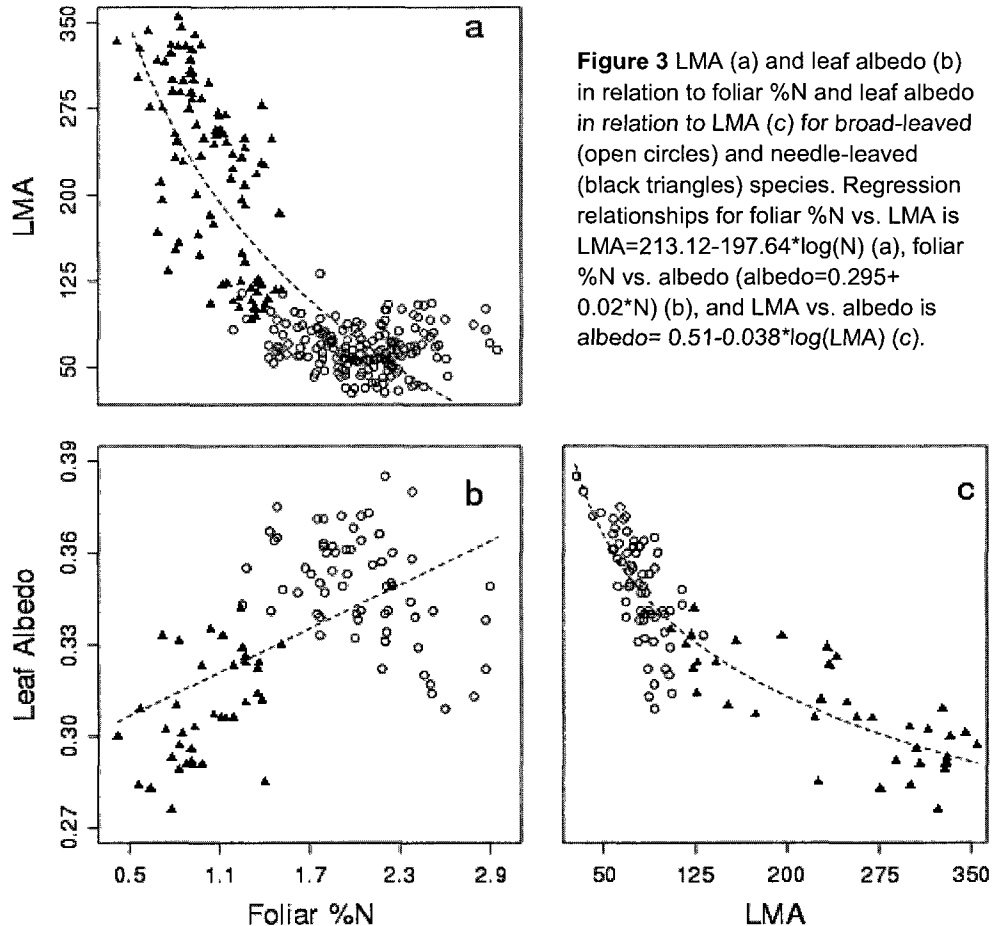 350
275
200
125
50
LMA
a
Figure 3 LMA (a) and leaf albedo (b)
in relation to foliar %N and leaf albedo
in relation to LMA (c) for broad-leaved
(open circles) and needle-leaved
(black triangles) species. Regression
relationships for foliar %N vs. LMA is
LMA=213.12-197.64*log(N) (a), foliar
%N vs. albedo (albedo=0.295+
0.02*N) (b), and LMA vs. albedo is
albedo= 0.51-0.038*log(LMA) (c).
0.39
0.36
0.33
0.30
0.27
Leaf Albedo
b
0.5 1.1 1.7 2.3 2.9
Foliar %N
c
50 125 200 275 350
LMA